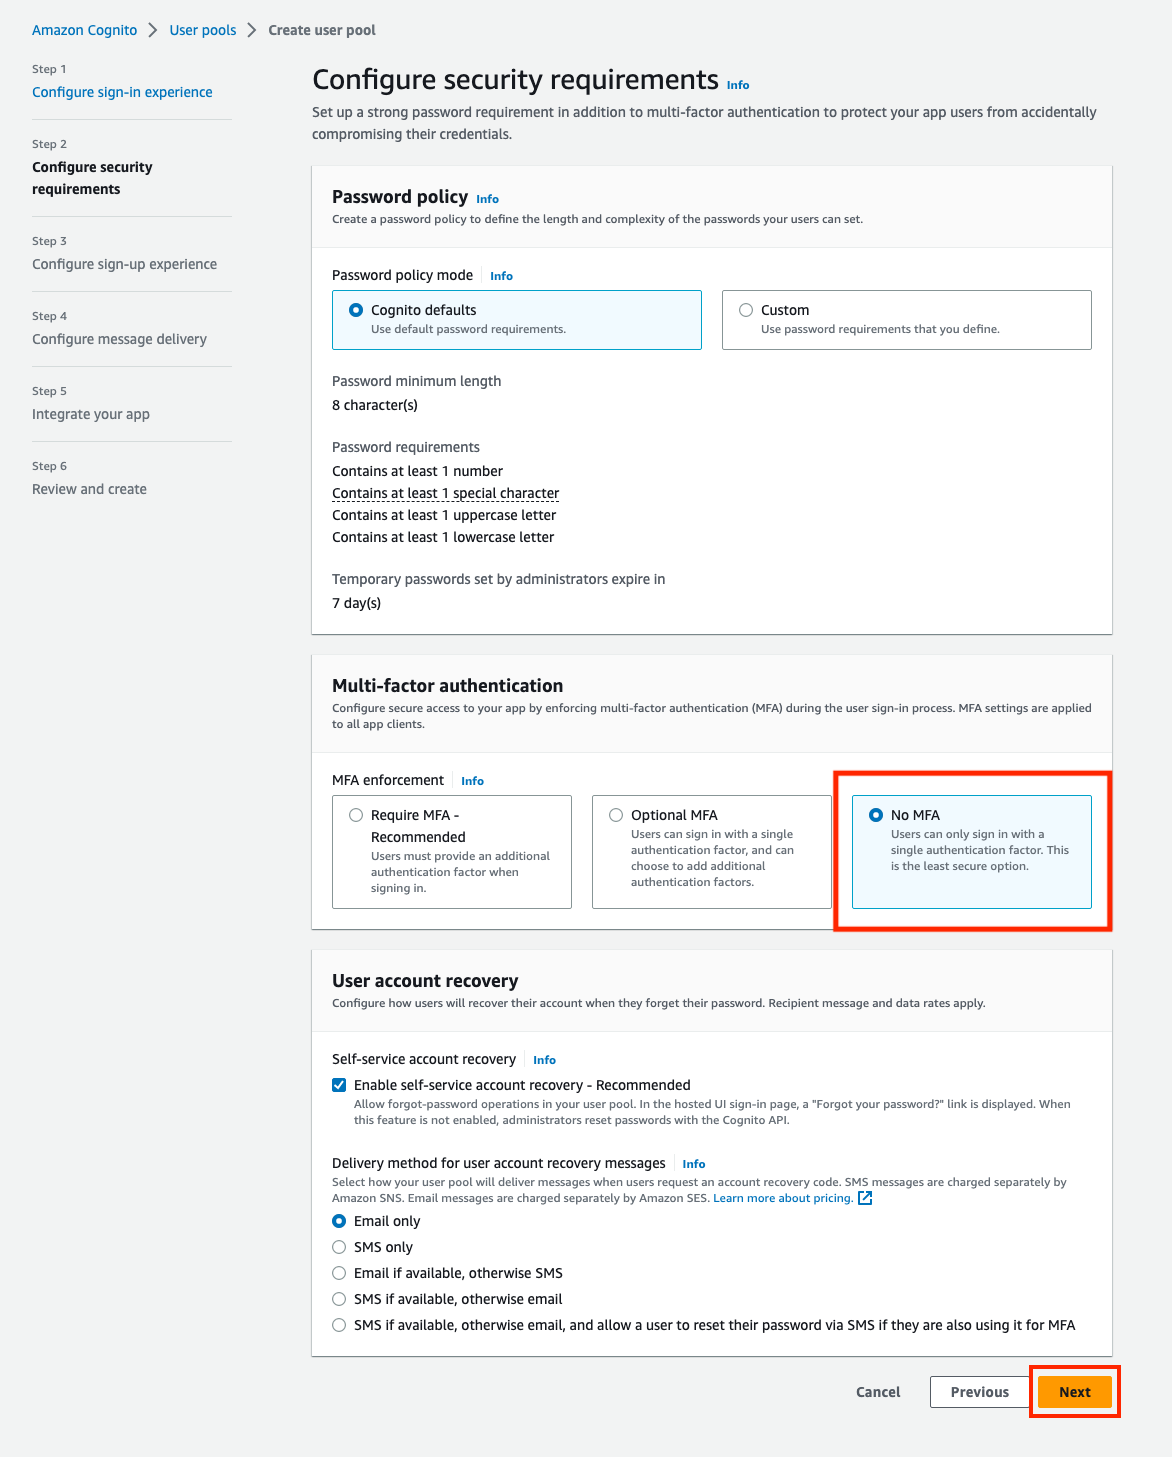 Amazon Cognito
User pools
Create user pool
Step 1
Configure sign-in experience
Step 2
Configure security
requirements
Step 3
Configure sign-up experience
Step 4
Configure message delivery
Step 5
Integrate your app
Step 6
Review and create
Configure security requirements Info
Set up a strong password requirement in addition to multi-factor authentication to protect your app users from accidentally
compromising their credentials.
Password policy Info
Create a password policy to define the length and complexity of the passwords your users can set.
Password policy mode Info
Cognito defaults
Use default password requirements.
Custom
Use password requirements that you define.
Password minimum length
8 character(s)
Password requirements
Contains at least 1 number
Contains at least 1 special character
Contains at least 1 uppercase letter
Contains at least 1 lowercase letter
Temporary passwords set by administrators expire in
7 day(s)
Multi-factor authentication
Configure secure access to your app by enforcing multi-factor authentication (MFA) during the user sign-in process. MFA settings are applied
to all app clients.
MFA enforcement Info
Require MFA -
Recommended
Users must provide an additional
authentication factor when
signing in.
Optional MFA
Users can sign in with a single
authentication factor, and can
choose to add additional
authentication factors.
No MFA
Users can only sign in with a
single authentication factor. This
is the least secure option.
User account recovery
Configure how users will recover their account when they forget their password. Recipient message and data rates apply.
Self-service account recovery Info
Enable self-service account recovery - Recommended
Allow forgot-password operations in your user pool. In the hosted UI sign-in page, a "Forgot your password?" link is displayed. When
this feature is not enabled, administrators reset passwords with the Cognito API.
Delivery method for user account recovery messages Info
Select how your user pool will deliver messages when users request an account recovery code. SMS messages are charged separately by
Amazon SNS. Email messages are charged separately by Amazon SES. Learn more about pricing.
Email only
SMS only
Email if available, otherwise SMS
SMS if available, otherwise email
SMS if available, otherwise email, and allow a user to reset their password via SMS if they are also using it for MFA
Cancel
Previous
Next